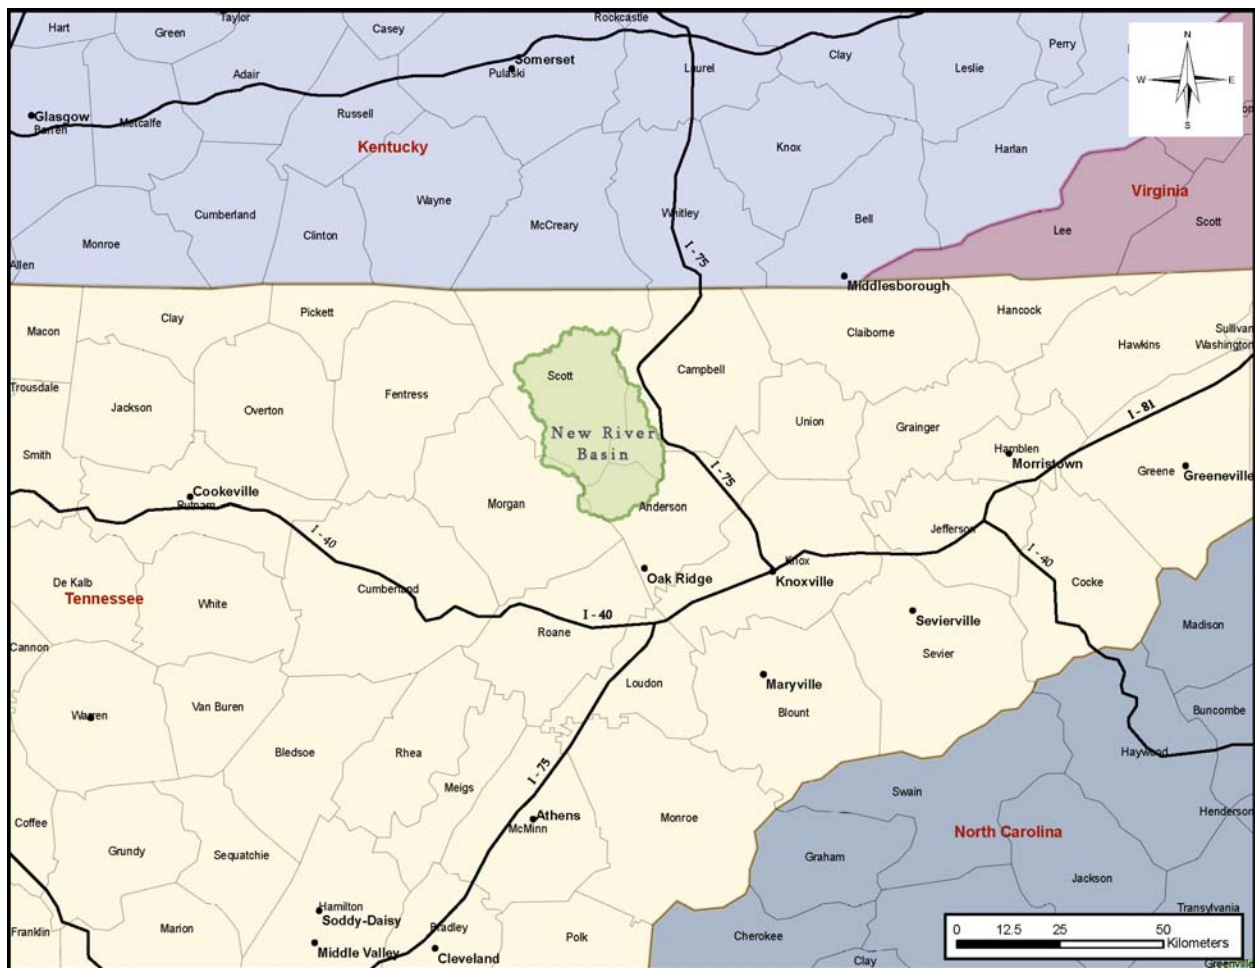 Hart
Green
Taylor
Casey
Rockcastle
Clay
Perry
Leslie
Laurel
Somerset
Pulaski
Adair
Russell
Metcalfe
Glasgow
Barren
Kentucky
Knox
Harlan
N
W
E
S
Virginia
Scott
Lee
Cumberland
Wayne
Clinton
McCreary
Whitley
Bell
Monroe
Allen
I - 75
Middlesborough
Clay
Pickett
Macon
Claiborne
Hancock
Sullivan
Washington
Hawkins
Trousdale
Jackson
Overton
Fentress
Scott
Campbell
Union
Grainger
I - 81
New River
Basin
Smith
Hamblen
Morristown
Greene
Greeneville
Cookeville
Putnam
Morgan
Anderson
I - 75
Jefferson
I - 40
I - 40
De Kalb
Tennessee
White
Cumberland
Oak Ridge
Knox
Knoxville
Cocke
I - 40
Roane
Sevierville
Sevier
Madison
Cannon
Loudon
Maryville
Blount
Warren
Van Buren
Bledsoe
Rhea
Meigs
I - 75
Buncombe
Haywood
Coffee
Grundy
Sequatchie
Athens
McMinn
Monroe
Swain
North Carolina
Henderson
Graham
Jackson
Hamilton
Soddy-Daisy
Franklin
Marion
Middle Valley
Bradley
Cleveland
Polk
Cherokee
Clay
Transylvania
Greenville
0 12.5 25 50
Kilometers